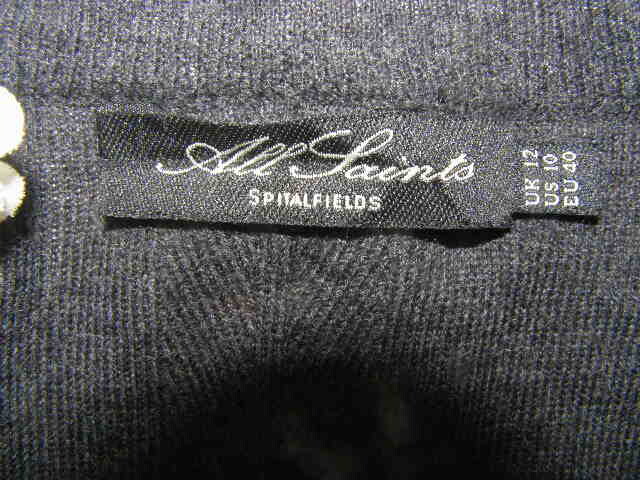 All Saints
SPITALFIELDS
UK 12
US 10
EU 40